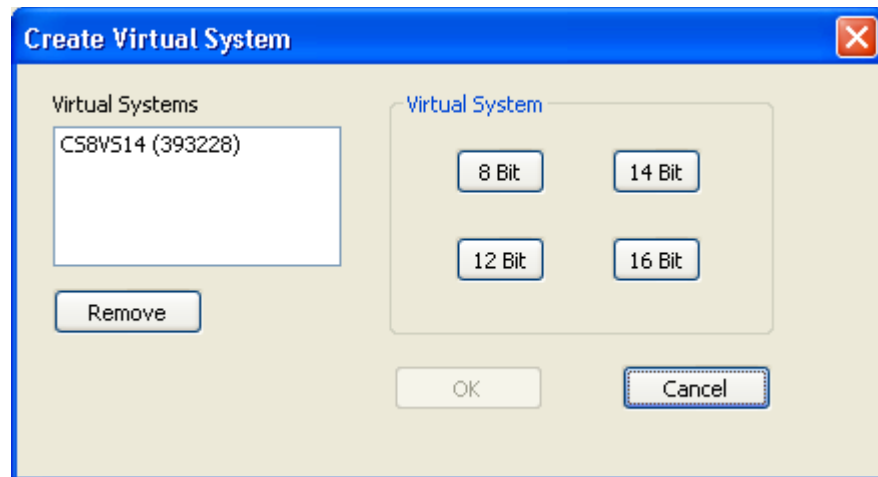 Create Virtual System
Virtual Systems
CS8VS14 (393228)
Remove
Virtual System
8 Bit
14 Bit
12 Bit
16 Bit
OK
Cancel